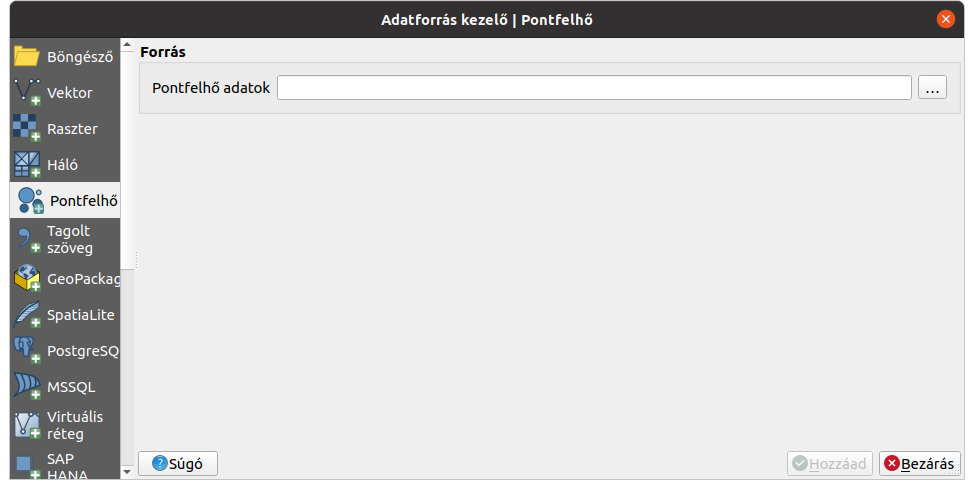 Adatforrás kezelő | Pontfelhő
Böngésző
Vektor
Raszter
Háló
Pontfelhő
Tagolt
szöveg
GeoPackag
SpatiaLite
PostgreSQ
MSSQL
Virtuális
réteg
SAP
HANA
Forrás
Pontfelhő adatok
...
Súgó
Hozzáad
Bezárás